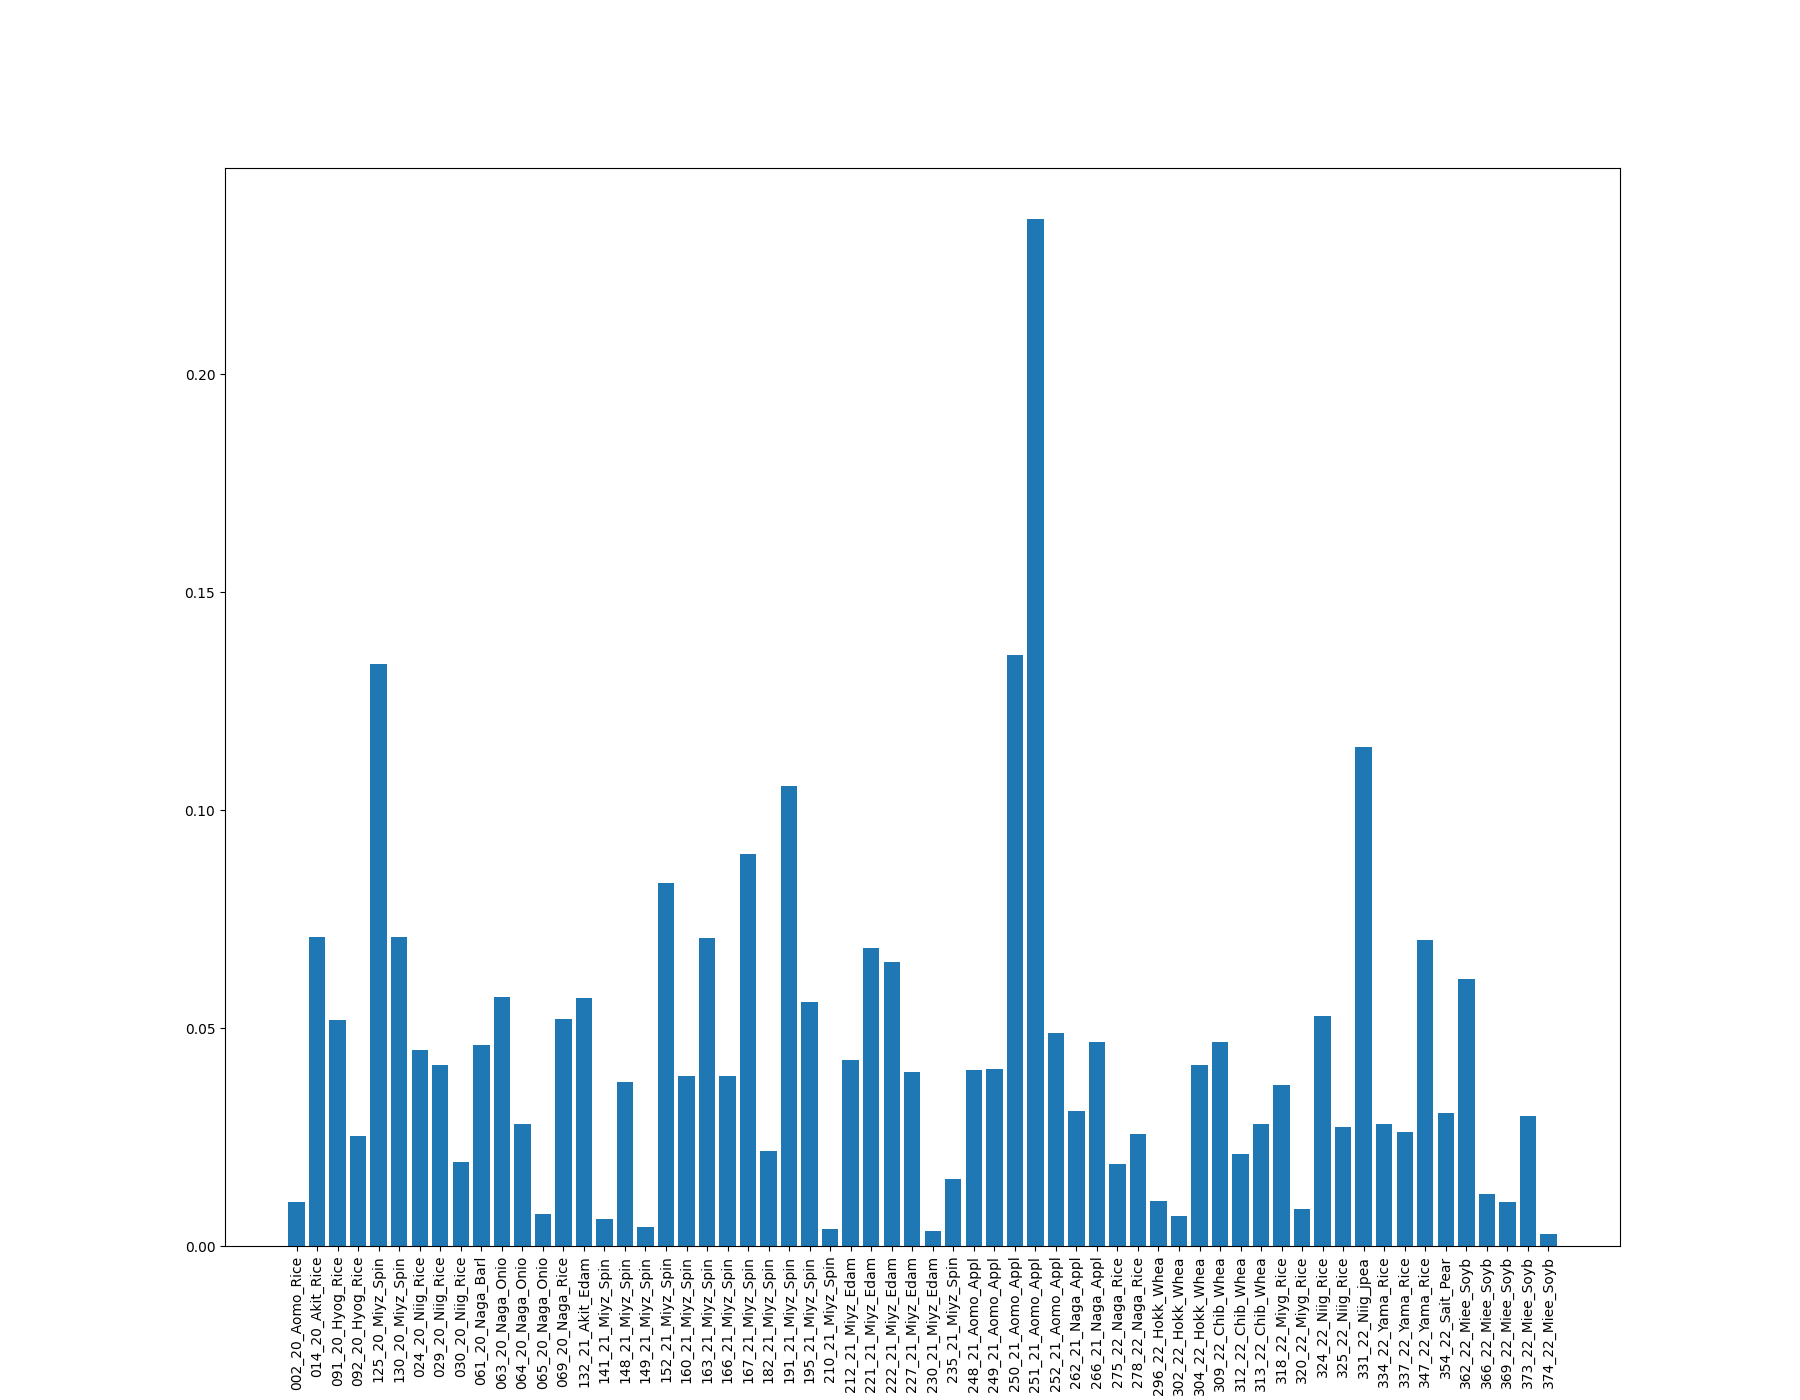 0.20
0.15
0.10
0.05
0.00
002_20_Aomo_Rice
014_20_Akit_Rice
091_20_Hyog_Rice
092_20_Hyog_Rice
125_20_Miyz_Spin
130_20_Miyz_Spin
024_20_Niig_Rice
029_20_Niig_Rice
030_20_Niig_Rice
061_20_Naga_Barl
063_20_Naga_Onio
064_20_Naga_Onio
065_20_Naga_Onio
069_20_Naga_Rice
132_21_Akit_Edam
141_21_Miyz_Spin
148_21_Miyz_Spin
149_21_Miyz_Spin
152_21_Miyz_Spin
160_21_Miyz_Spin
163_21_Miyz_Spin
166_21_Miyz_Spin
167_21_Miyz_Spin
182_21_Miyz_Spin
191_21_Miyz_Spin
195_21_Miyz_Spin
210_21_Miyz_Spin
212_21_Miyz_Edam
221_21_Miyz_Edam
222_21_Miyz_Edam
227_21_Miyz_Edam
230_21_Miyz_Edam
235_21_Miyz_Spin
248_21_Aomo_Appl
249_21_Aomo_Appl
250_21_Aomo_Appl
251_21_Aomo_Appl
252_21_Aomo_Appl
262_21_Naga_Appl
266_21_Naga_Appl
275_22_Naga_Rice
278_22_Naga_Rice
296_22_Hokk_Whea
302_22_Hokk_Whea
304_22_Hokk_Whea
309_22_Chib_Whea
312_22_Chib_Whea
313_22_Chib_Whea
318_22_Miyg_Rice
320_22_Miyg_Rice
324_22_Niig_Rice
325_22_Niig_Rice
331_22_Niig_jpea
334_22_Yama_Rice
337_22_Yama_Rice
347_22_Yama_Rice
354_22_Sait_Pear
362_22_Miee_Soyb
366_22_Miee_Soyb
369_22_Miee_Soyb
373_22_Miee_Soyb
374_22_Miee_Soyb